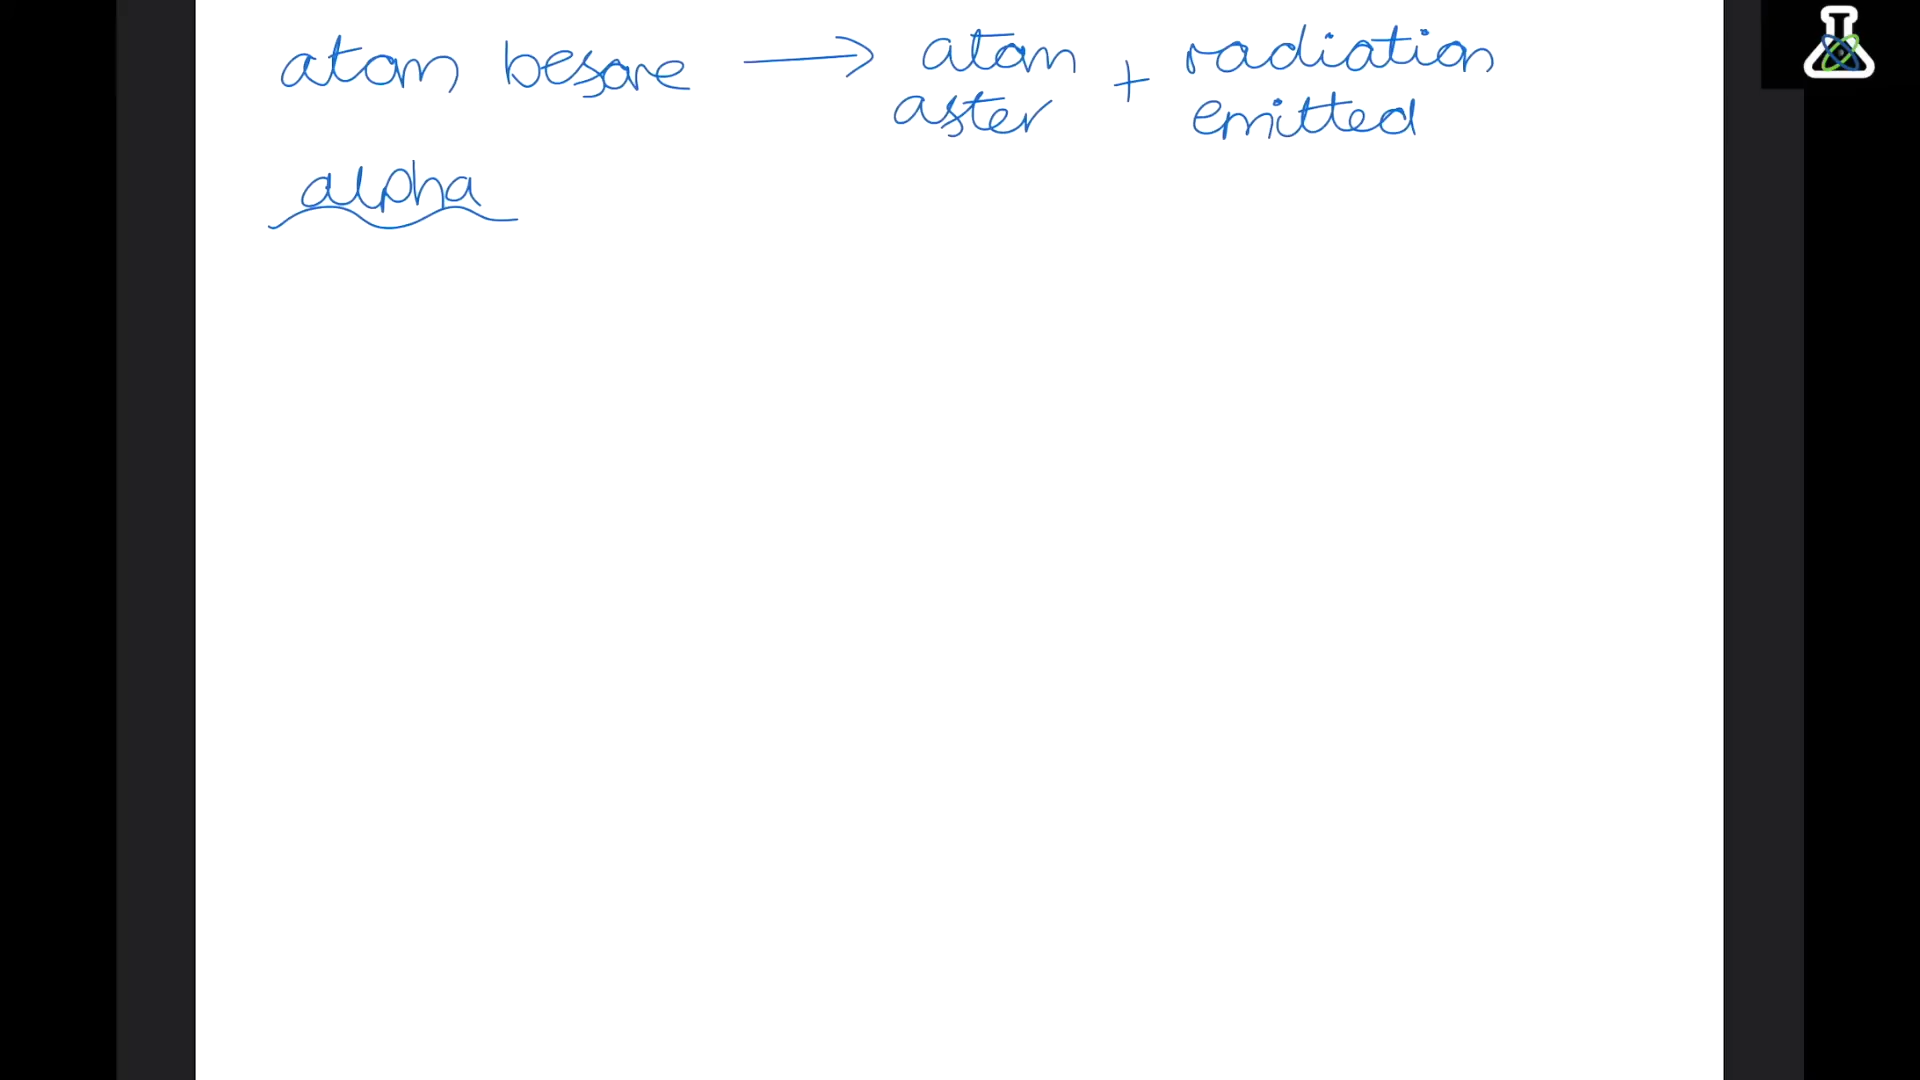 atom before → atom + radiation
after emitted
alpha